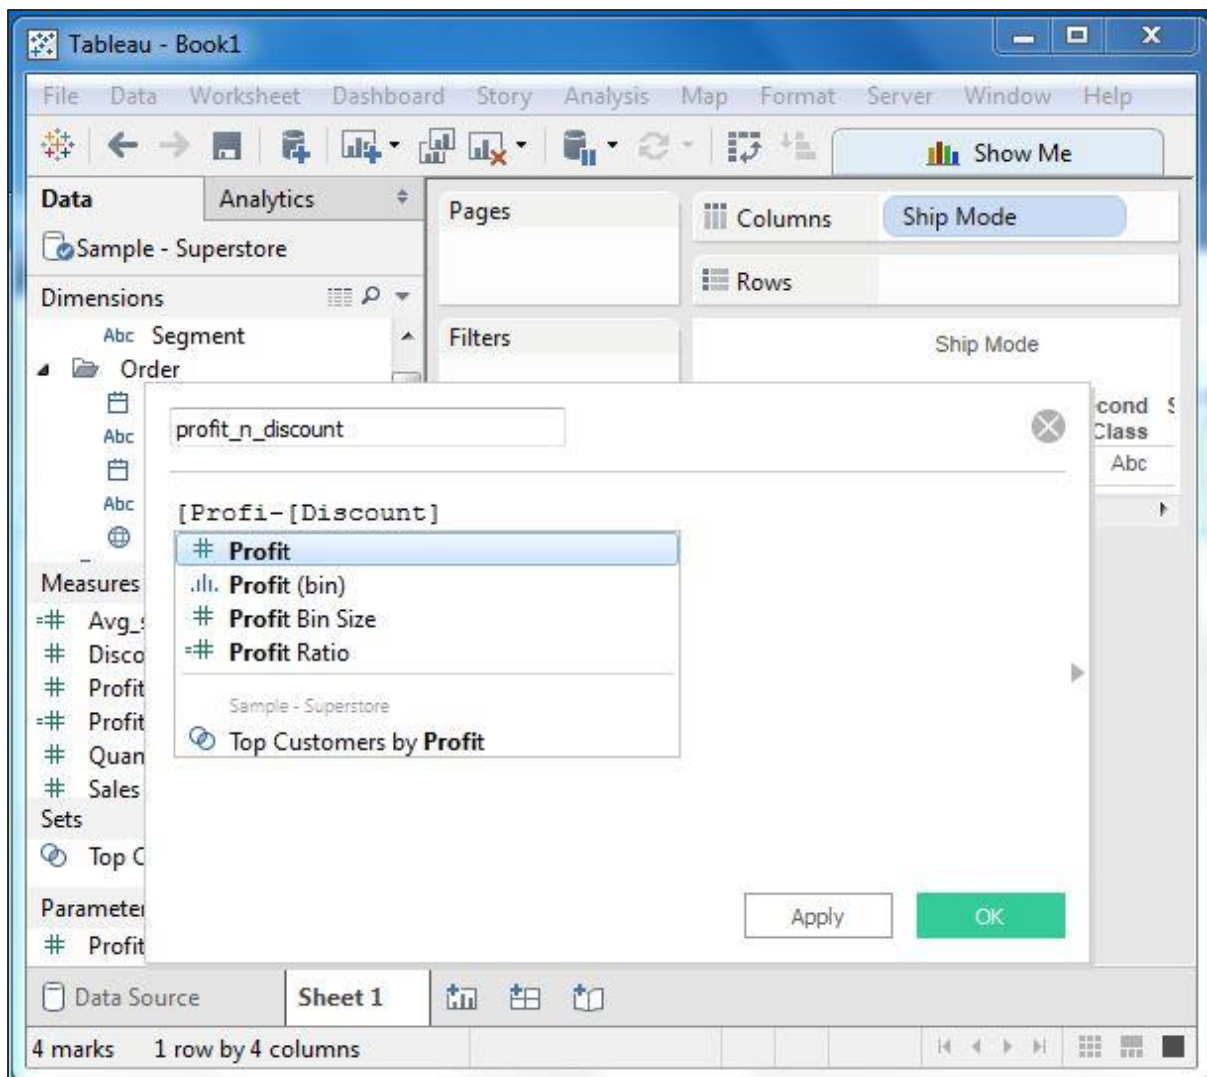 Tableau - Book1
File Data Worksheet Dashboard Story Analysis Map Format Server Window Help
Show Me
Data Analytics
Pages
Columns Ship Mode
Sample - Superstore
Rows
Dimensions
Abc Segment
Filters
Ship Mode
Order
profit_n_discount
cond S
Class
Abc
Abc
Abc
[Profi-[Discount]
# Profit
Profit (bin)
# Profit Bin Size
=# Profit Ratio
Sample - Superstore
Top Customers by Profit
Measures
=# Avg_s
# Disco
# Profit
=# Profit
# Quan
# Sales
Sets
Top C
Parameter
# Profit
Apply OK
Data Source Sheet 1
4 marks 1 row by 4 columns